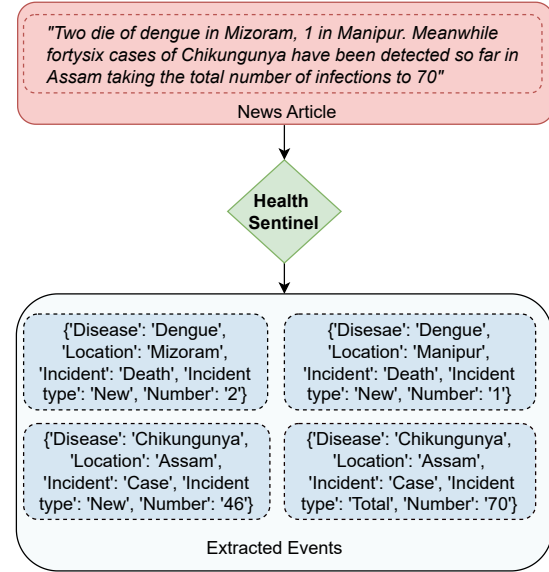 "Two die of dengue in Mizoram, 1 in Manipur. Meanwhile
fortysix cases of Chikungunya have been detected so far in
Assam taking the total number of infections to 70"
News Article
Health
Sentinel
{'Disease': 'Dengue',
'Location': 'Mizoram',
'Incident': 'Death', 'Incident
type': 'New', 'Number': '2'}
{'Disesae': 'Dengue',
'Location': 'Manipur',
'Incident': 'Death', 'Incident
type': 'New', 'Number': '1'}
{'Disease': 'Chikungunya',
'Location': 'Assam',
'Incident': 'Case', 'Incident
type': 'New', 'Number': '46'}
{'Disease': 'Chikungunya',
'Location': 'Assam',
'Incident': 'Case', 'Incident
type': 'Total', 'Number': '70'}
Extracted Events